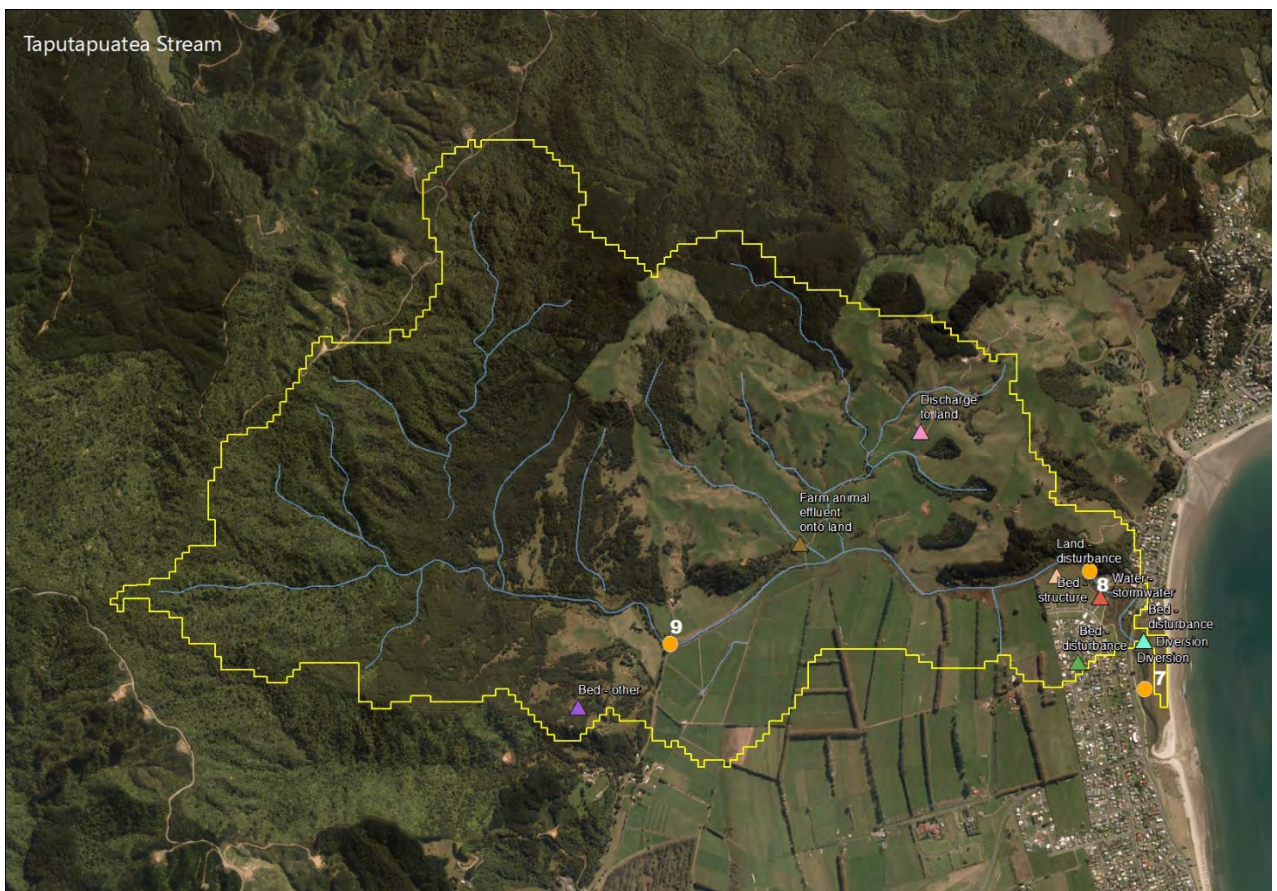 Taputapuatea Stream
Discharge
to land
Farm animal
effluent
onto land
Land -
disturbance
8
Water -
stormwater
Bed -
structure
Bed -
disturbance
9
Bed -
disturbance
Diversion
Diversion
7
Bed - other